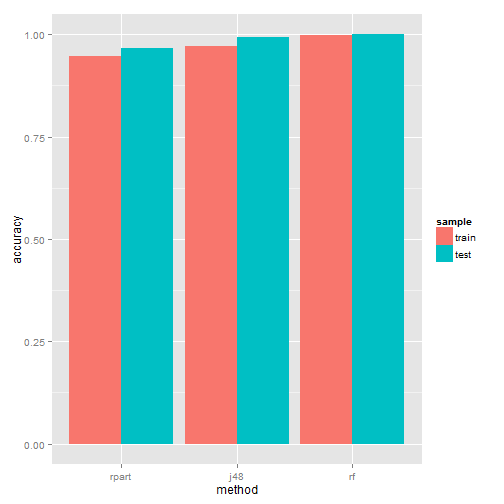 1.00
0.75
0.50
0.25
0.00
accuracy
rpart
j48
rf
method
sample
train
test